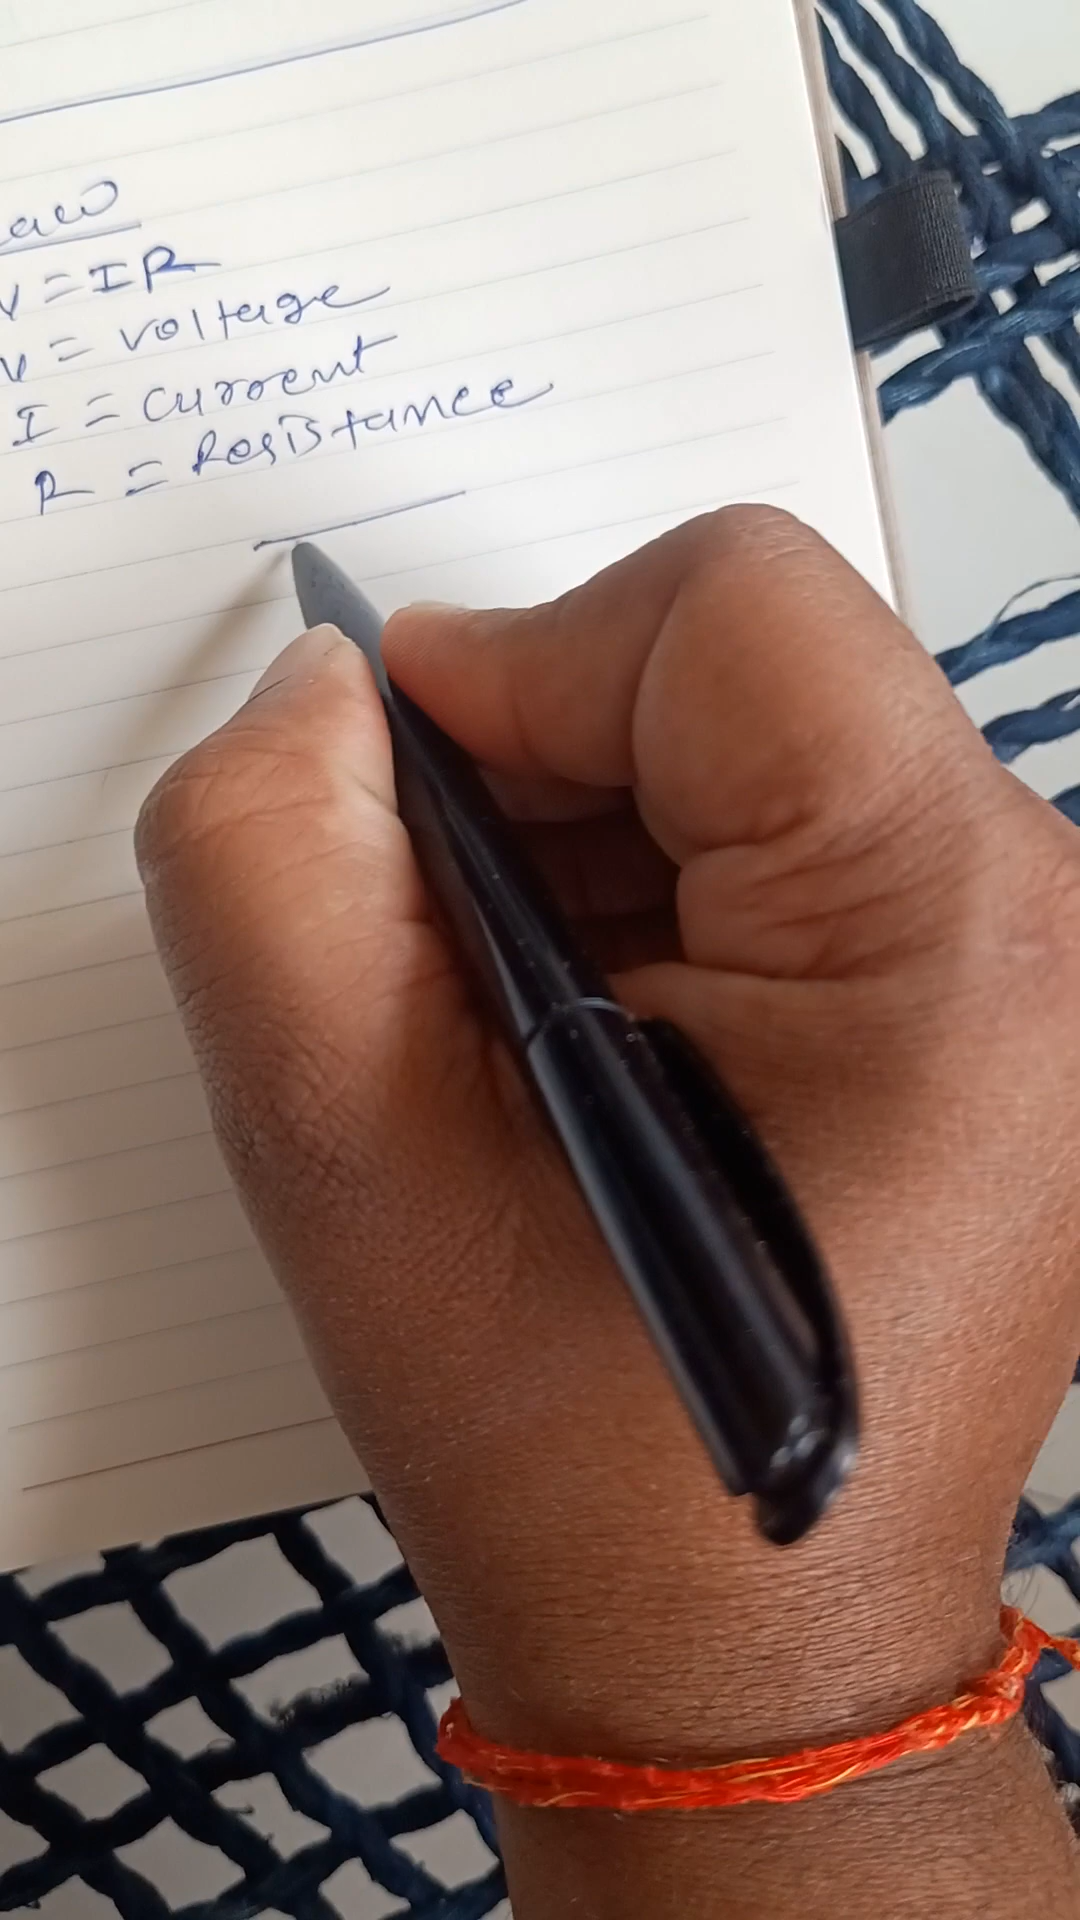 V = IR
V = voltage
I = current
R = Resistance